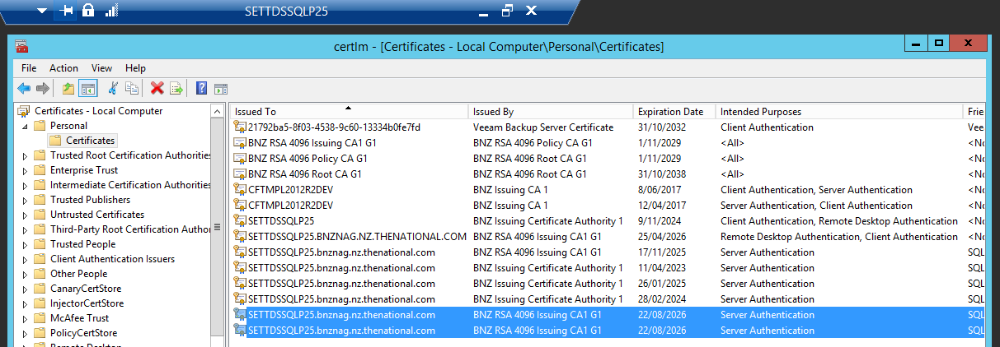 SETTDSSQLP25
certlm - [Certificates - Local Computer\Personal\Certificates]
File Action View Help
Certificates - Local Computer
Personal
Certificates
Trusted Root Certification Authorities
Enterprise Trust
Intermediate Certification Authorities
Trusted Publishers
Untrusted Certificates
Third-Party Root Certification Author
Trusted People
Client Authentication Issuers
Other People
CanaryCertStore
InjectorCertStore
McAfee Trust
PolicyCertStore
Remote Desktop
Issued To Issued By Expiration Date Intended Purposes Frie
21792ba5-8f03-4538-9c60-13334b0fe7fd Veeam Backup Server Certificate 31/10/2032 Client Authentication Vee
BNZ RSA 4096 Issuing CA1 G1 BNZ RSA 4096 Policy CA G1 1/11/2029 <All> <No
BNZ RSA 4096 Policy CA G1 BNZ RSA 4096 Root CA G1 1/11/2029 <All> <No
BNZ RSA 4096 Root CA G1 BNZ RSA 4096 Root CA G1 31/10/2038 <All> <No
CFTMPL2012R2DEV BNZ Issuing CA 1 8/06/2017 Client Authentication, Server Authentication <No
CFTMPL2012R2DEV BNZ Issuing CA 1 12/04/2017 Server Authentication, Client Authentication <No
SETTDSSQLP25 BNZ Issuing Certificate Authority 1 9/11/2024 Client Authentication, Remote Desktop Authentication <No
SETTDSSQLP25.BNZNAG.NZ.THENATIONAL.COM BNZ RSA 4096 Issuing CA1 G1 25/04/2026 Remote Desktop Authentication, Client Authentication <No
SETTDSSQLP25.bnznag.nz.thenational.com BNZ RSA 4096 Issuing CA1 G1 17/11/2025 Server Authentication SQL
SETTDSSQLP25.bnznag.nz.thenational.com BNZ Issuing Certificate Authority 1 11/04/2023 Server Authentication SQL
SETTDSSQLP25.bnznag.nz.thenational.com BNZ Issuing Certificate Authority 1 26/01/2025 Server Authentication SQL
SETTDSSQLP25.bnznag.nz.thenational.com BNZ Issuing Certificate Authority 1 28/02/2024 Server Authentication SQL
SETTDSSQLP25.bnznag.nz.thenational.com BNZ RSA 4096 Issuing CA1 G1 22/08/2026 Server Authentication SQL
SETTDSSQLP25.bnznag.nz.thenational.com BNZ RSA 4096 Issuing CA1 G1 22/08/2026 Server Authentication SQL